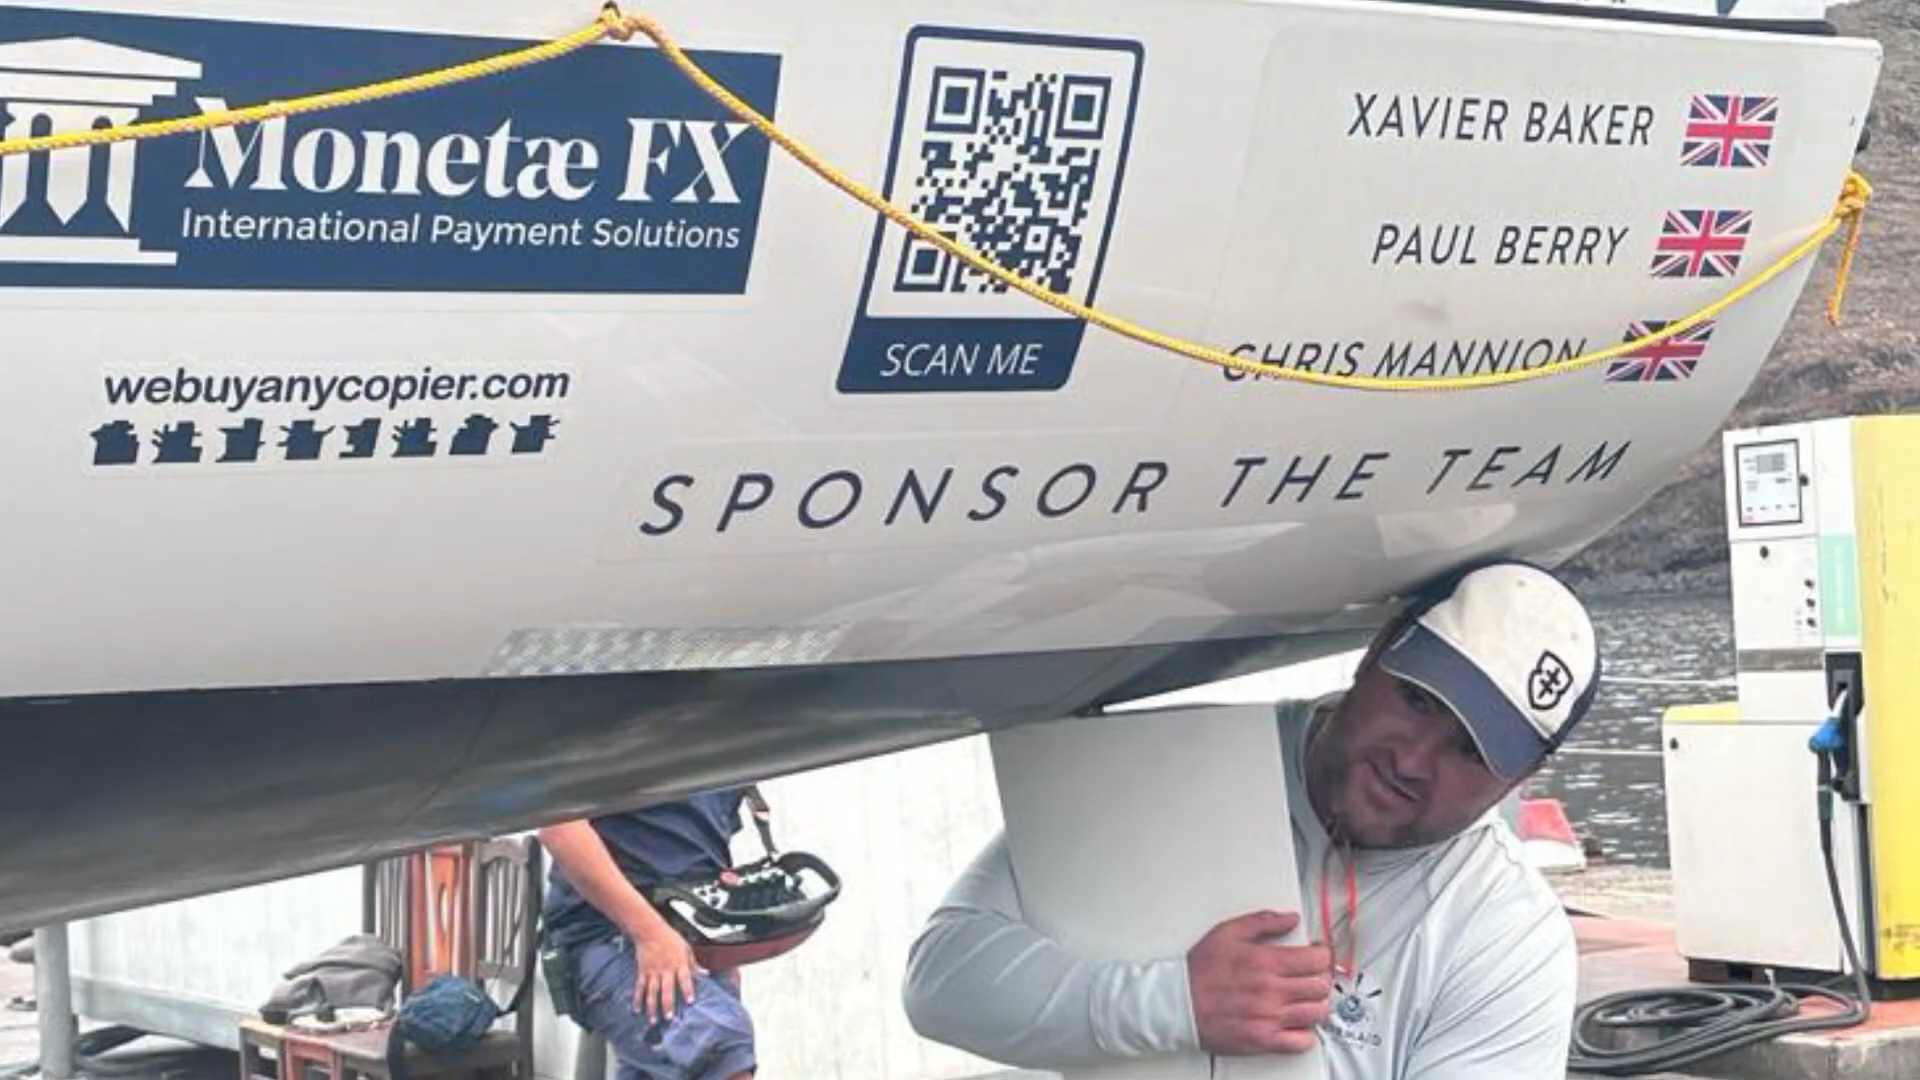 Monetæ FX
International Payment Solutions
webuyanycopier.com
SCAN ME
XAVIER BAKER
PAUL BERRY
CHRIS MANNION
SPONSOR THE TEAM